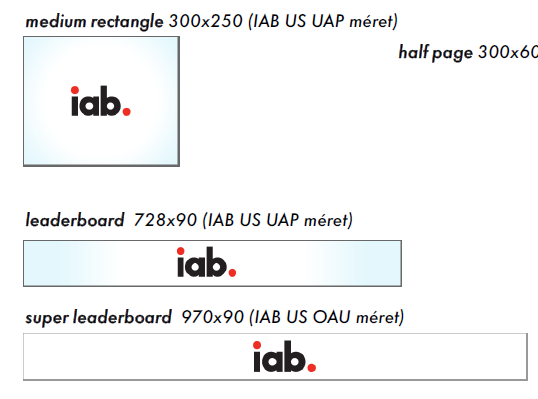 medium rectangle 300x250 (IAB US UAP méret)
half page 300x60
iab.
leaderboard 728x90 (IAB US UAP méret)
iab.
super leaderboard 970x90 (IAB US OAU méret)
iab.